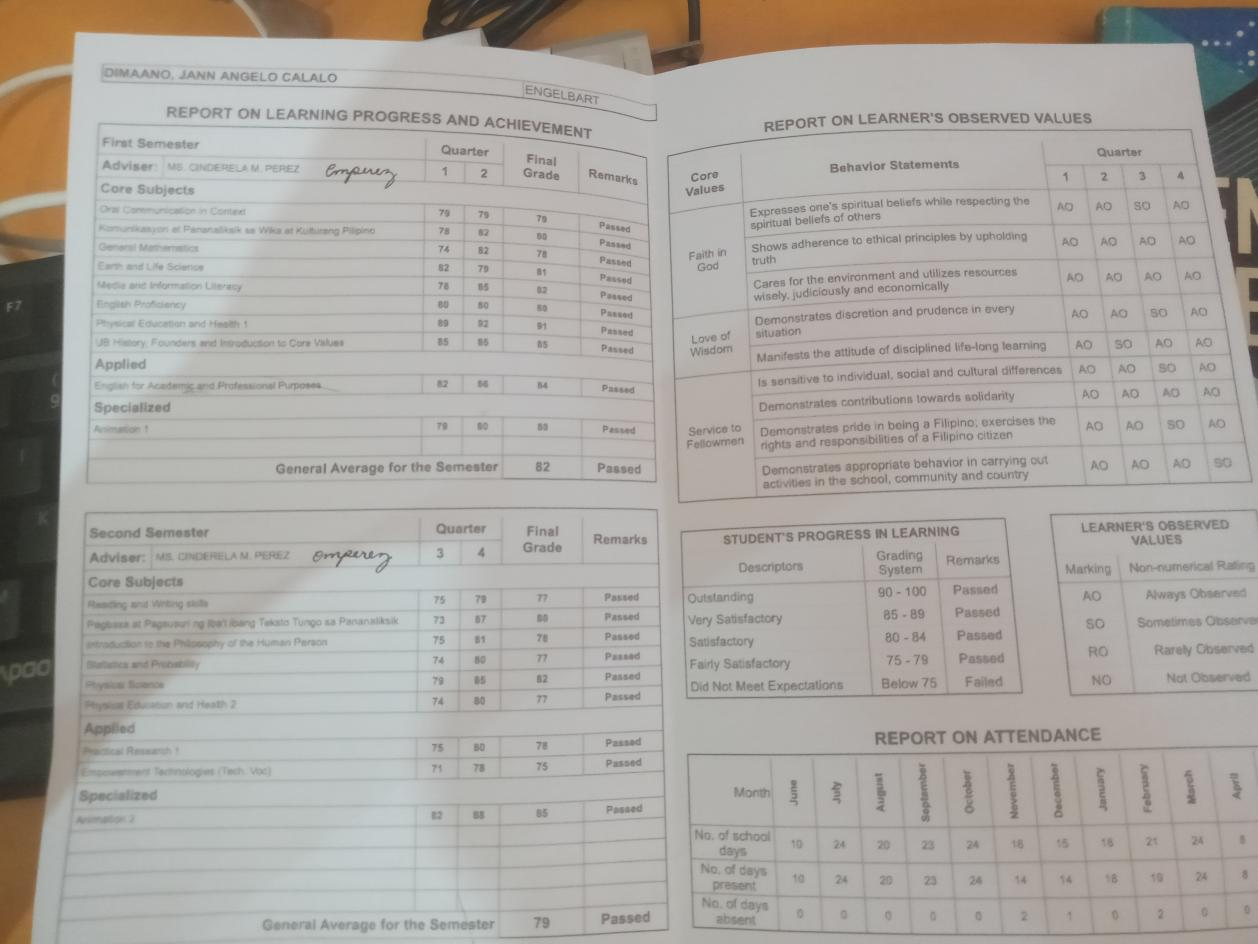 DIMAANO, JANN ANGELO CALALO
ENGELBART
REPORT ON LEARNING PROGRESS AND ACHIEVEMENT
First Semester Quarter Final Grade Remarks
Adviser: MS. CINDERELA M. PEREZ cmperez 1 2
Core Subjects
Oral Communication in Context 79 79 79 Passed
Komunikasyon at Pananaliksik sa Wika at Kulturang Pilipino 78 82 80 Passed
General Mathematics 74 82 78 Passed
Earth and Life Science 82 79 81 Passed
Media and Information Literacy 78 85 82 Passed
English Proficiency 80 80 80 Passed
Physical Education and Health 1 89 92 91 Passed
UB History, Founders and Introduction to Core Values 85 85 85 Passed
Applied
English for Academic and Professional Purposes 82 86 84 Passed
Specialized
Animation 1 79 80 80 Passed
General Average for the Semester 82 Passed
Second Semester Quarter Final Grade Remarks
Adviser: MS. CINDERELA M. PEREZ cmperez 3 4
Core Subjects
Reading and Writing skills 75 79 77 Passed
Pagbasa at Pagsusuri ng Iba't ibang Teksto Tungo sa Pananaliksik 73 87 80 Passed
Introduction to the Philosophy of the Human Person 75 81 78 Passed
Statistics and Probability 74 80 77 Passed
Physical Science 79 85 82 Passed
Physical Education and Health 2 74 80 77 Passed
Applied
Practical Research 1 75 80 78 Passed
Empowerment Technologies (Tech. Voc) 71 78 75 Passed
Specialized
Animation 2 82 88 85 Passed
General Average for the Semester 79 Passed
REPORT ON LEARNER'S OBSERVED VALUES
Core Values Behavior Statements Quarter
1 2 3 4
Faith in God
Expresses one's spiritual beliefs while respecting the
spiritual beliefs of others AO AO SO AO
Shows adherence to ethical principles by upholding
truth AO AO AO AO
Cares for the environment and utilizes resources
wisely, judiciously and economically AO AO AO AO
Love of Wisdom
Demonstrates discretion and prudence in every
situation AO AO SO AO
Manifests the attitude of disciplined life-long learning AO SO AO AO
Service to Fellowmen
Is sensitive to individual, social and cultural differences AO AO SO AO
Demonstrates contributions towards solidarity AO AO AO AO
Demonstrates pride in being a Filipino; exercises the
rights and responsibilities of a Filipino citizen AO AO SO AO
Demonstrates appropriate behavior in carrying out
activities in the school, community and country AO AO AO SO
STUDENT'S PROGRESS IN LEARNING
Descriptors Grading System Remarks
Outstanding 90 - 100 Passed
Very Satisfactory 85 - 89 Passed
Satisfactory 80 - 84 Passed
Fairly Satisfactory 75 - 79 Passed
Did Not Meet Expectations Below 75 Failed
LEARNER'S OBSERVED
VALUES
Marking Non-numerical Rating
AO Always Observed
SO Sometimes Observe
RO Rarely Observed
NO Not Observed
REPORT ON ATTENDANCE
Month June July August September October November December January February March April
No. of school days 10 24 20 23 24 16 15 18 21 24 8
No. of days present 10 24 20 23 24 14 14 18 19 24 8
No. of days absent 0 0 0 0 0 2 1 0 2 0 0
F7
K